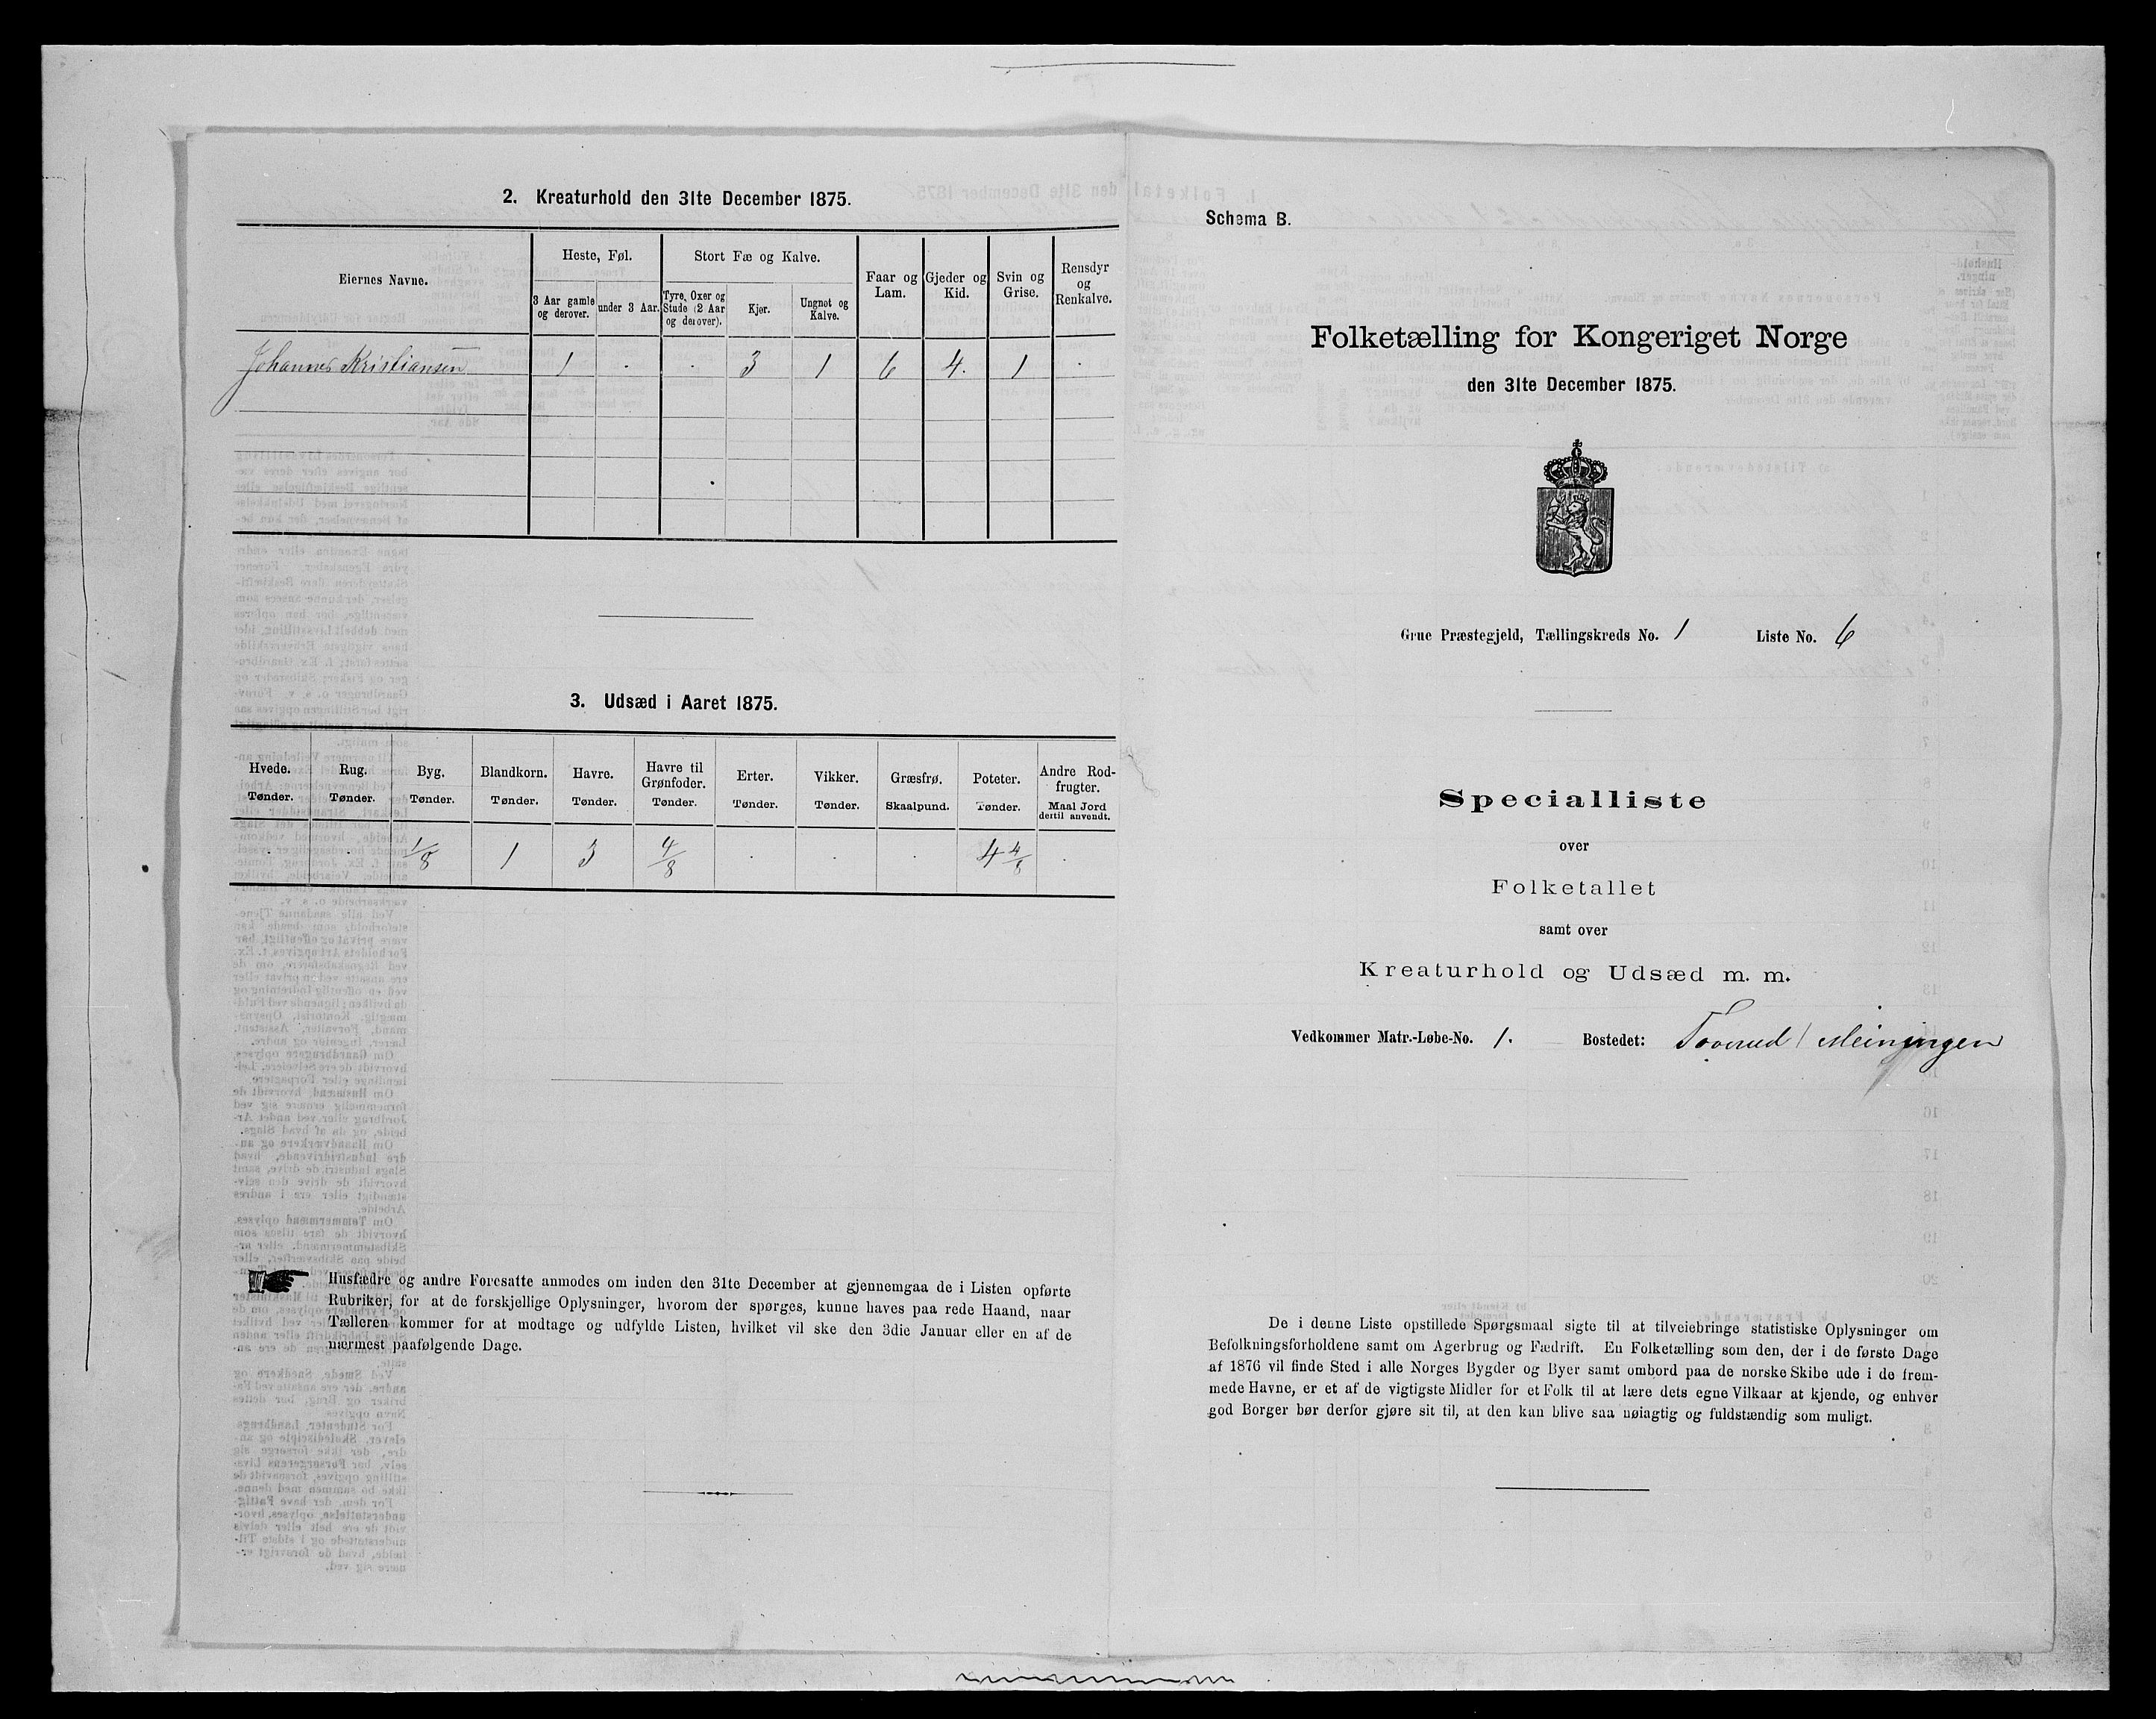 2. Kreaturhold den 31te December 1875.
Eiernes Navne.
Heste, Føl.
Stort Fæ og Kalve.
Faar og Lam.
Gjeder og Kid.
Svin og Grise.
Rensdyr og Renkalve.
3 Aar gamle og derover.
under 3 Aar.
Tyre, Oxer og Stude (2 Aar og derover).
Kjør.
Ungnøt og Kalve.
Johannes Kristiansen 1 . . 3 1 6 4. 1 .
3. Udsæd i Aaret 1875.
Hvede. Rug. Byg. Blandkorn. Havre. Havre til Grønfoder. Erter. Vikker. Græsfrø. Poteter. Andre Rodfrugter.
Tønder. Tønder. Tønder. Tønder. Tønder. Tønder. Tønder. Tønder. Skaalpund. Tønder. Maal Jord dertil anvendt.
. . 1/8 1 3 4/8 . . . 4 4/8 .
Husfædre og andre Foresatte anmodes om inden den 31te December at gjennemgaa de i Listen opførte
Rubriker, for at de forskjellige Oplysninger, hvorom der spørges, kunne haves paa rede Haand, naar
Tælleren kommer for at modtage og udfylde Listen, hvilket vil ske den 3die Januar eller en af de
nærmest paafølgende Dage.
Schema B.
Folketælling for Kongeriget Norge
den 31te December 1875.
Grue Præstegjeld, Tællingskreds No. 1 Liste No. 6
Specialliste
over
Folketallet
samt over
Kreaturhold og Udsæd m. m.
Vedkommer Matr.-Løbe-No. 1. Bostedet: Toverud / Meiningen
De i denne Liste opstillede Spørgsmaal sigte til at tilveiebringe statistiske Oplysninger om
Befolkningsforholdene samt om Agerbrug og Fædrift. En Folketælling som den, der i de første Dage
af 1876 vil finde Sted i alle Norges Bygder og Byer samt ombord paa de norske Skibe ude i de frem-
mede Havne, er et af de vigtigste Midler for et Folk til at lære dets egne Vilkaar at kjende, og enhver
god Borger bør derfor gjøre sit til, at den kan blive saa nøiagtig og fuldstændig som muligt.